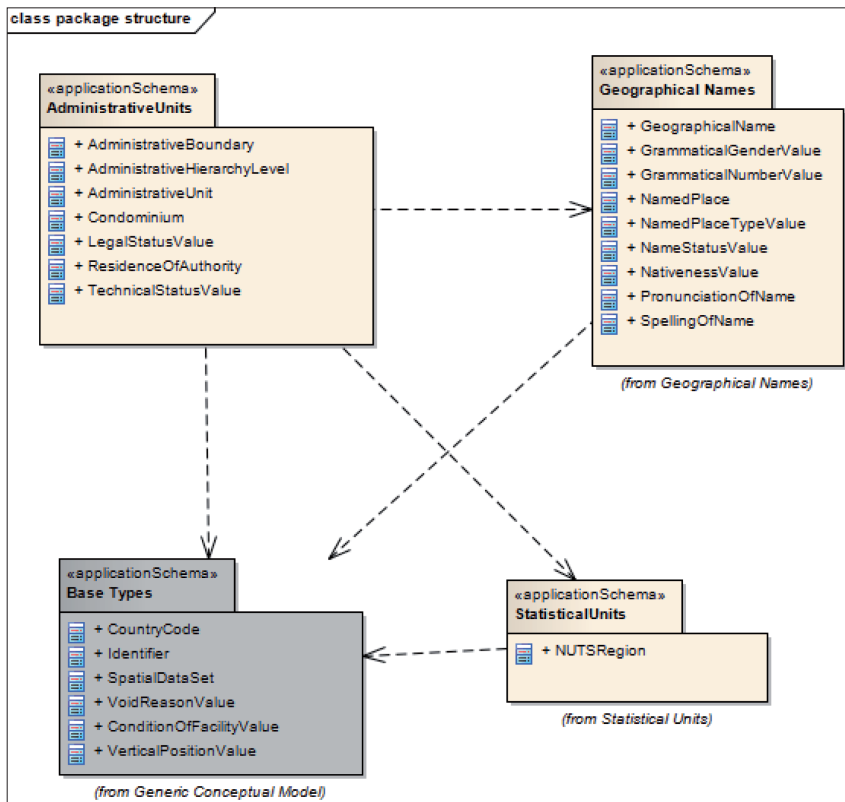 class package structure
«applicationSchema»
AdministrativeUnits
+ AdministrativeBoundary
+ AdministrativeHierarchyLevel
+ AdministrativeUnit
+ Condominium
+ LegalStatusValue
+ ResidenceOfAuthority
+ TechnicalStatusValue
«applicationSchema»
Geographical Names
+ GeographicalName
+ GrammaticalGenderValue
+ GrammaticalNumberValue
+ NamedPlace
+ NamedPlaceTypeValue
+ NameStatusValue
+ NativenessValue
+ PronunciationOfName
+ SpellingOfName
(from Geographical Names)
«applicationSchema»
Base Types
+ CountryCode
+ Identifier
+ SpatialDataSet
+ VoidReasonValue
+ ConditionOfFacilityValue
+ VerticalPositionValue
(from Generic Conceptual Model)
«applicationSchema»
StatisticalUnits
+ NUTSRegion
(from Statistical Units)